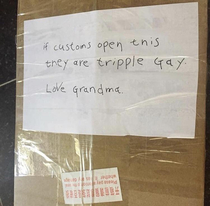 if customs open this
they are tripple Gay.
Love Grandma